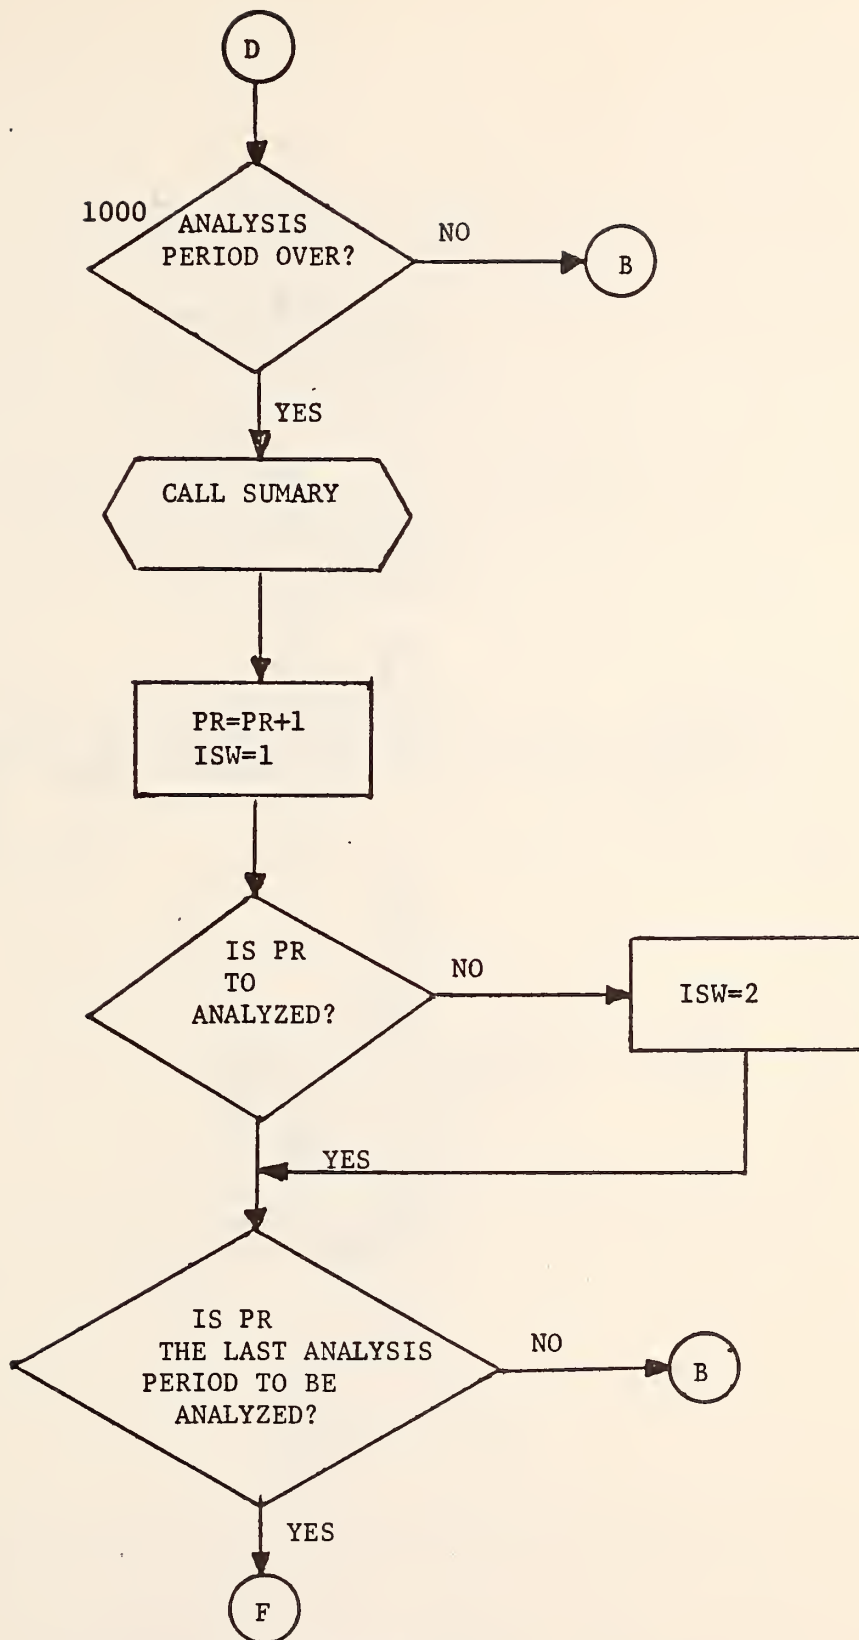 D
1000
ANALYSIS
PERIOD OVER?
NO
B
YES
CALL SUMARY
PR=PR+1
ISW=1
IS PR
TO
ANALYZED?
NO
ISW=2
YES
IS PR
THE LAST ANALYSIS
PERIOD TO BE
ANALYZED?
NO
B
YES
F